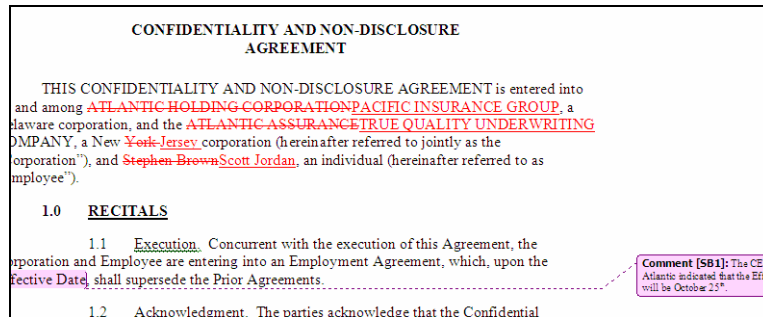 CONFIDENTIALITY AND NON-DISCLOSURE
AGREEMENT
THIS CONFIDENTIALITY AND NON-DISCLOSURE AGREEMENT is entered into
and among ATLANTIC HOLDING CORPORATIONPACIFIC INSURANCE GROUP, a
elaware corporation, and the ATLANTIC ASSURANCETRUE QUALITY UNDERWRITING
OMPANY, a New York Jersey corporation (hereinafter referred to jointly as the
orporation”), and Stephen BrownScott Jordan, an individual (hereinafter referred to as
mployee”).
1.0 RECITALS
1.1 Execution. Concurrent with the execution of this Agreement, the
rporation and Employee are entering into an Employment Agreement, which, upon the
fective Date, shall supersede the Prior Agreements.
Comment [SB1]: The CE
Atlantic indicated that the Eff
will be October 25th.
1.2 Acknowledgment. The parties acknowledge that the Confidential